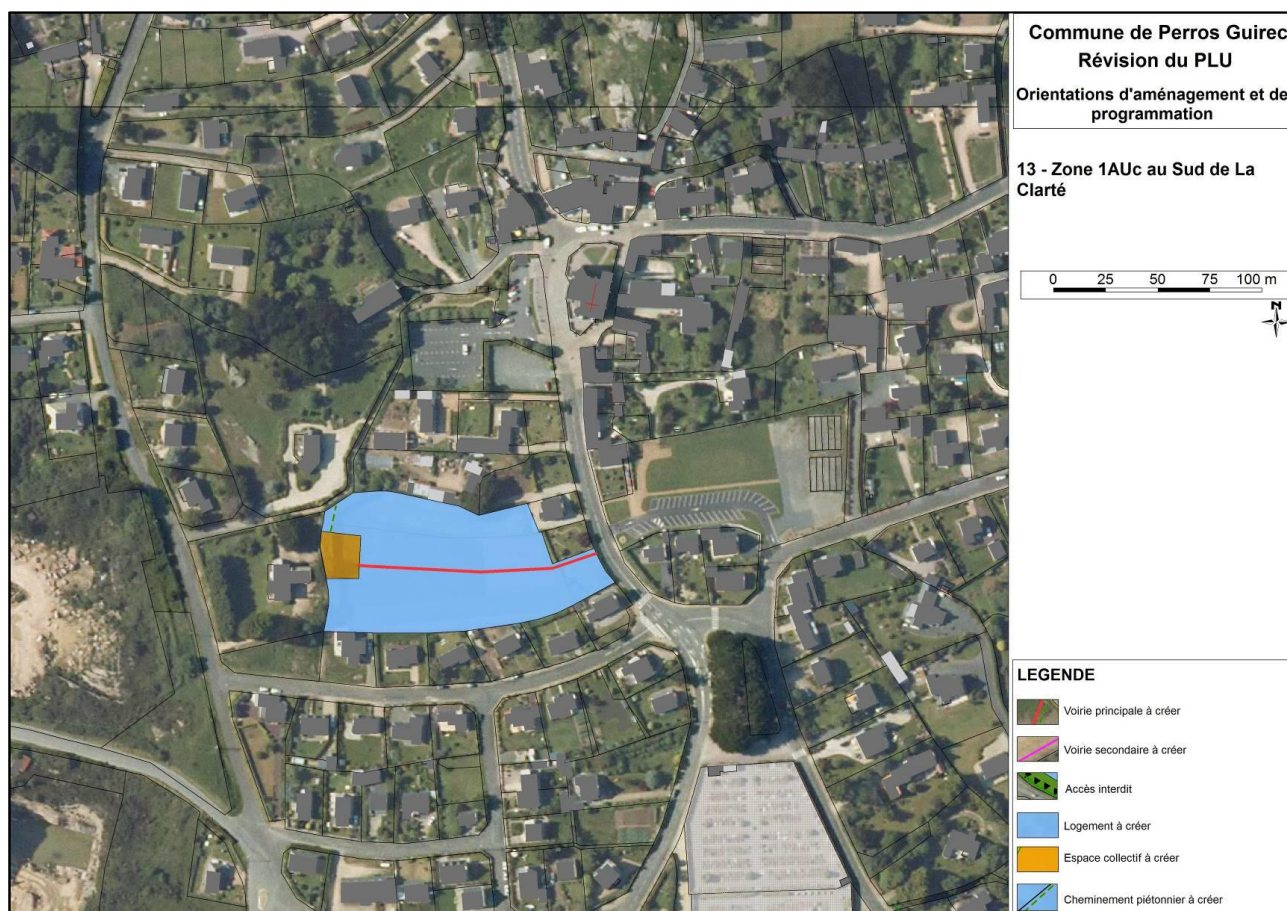 Commune de Perros Guirec
Révision du PLU
Orientations d'aménagement et de
programmation
13 - Zone 1AUc au Sud de La
Clarté
0 25 50 75 100 m
N
LEGENDE
Voirie principale à créer
Voirie secondaire à créer
Accès interdit
Logement à créer
Espace collectif à créer
Cheminement piétonnier à créer